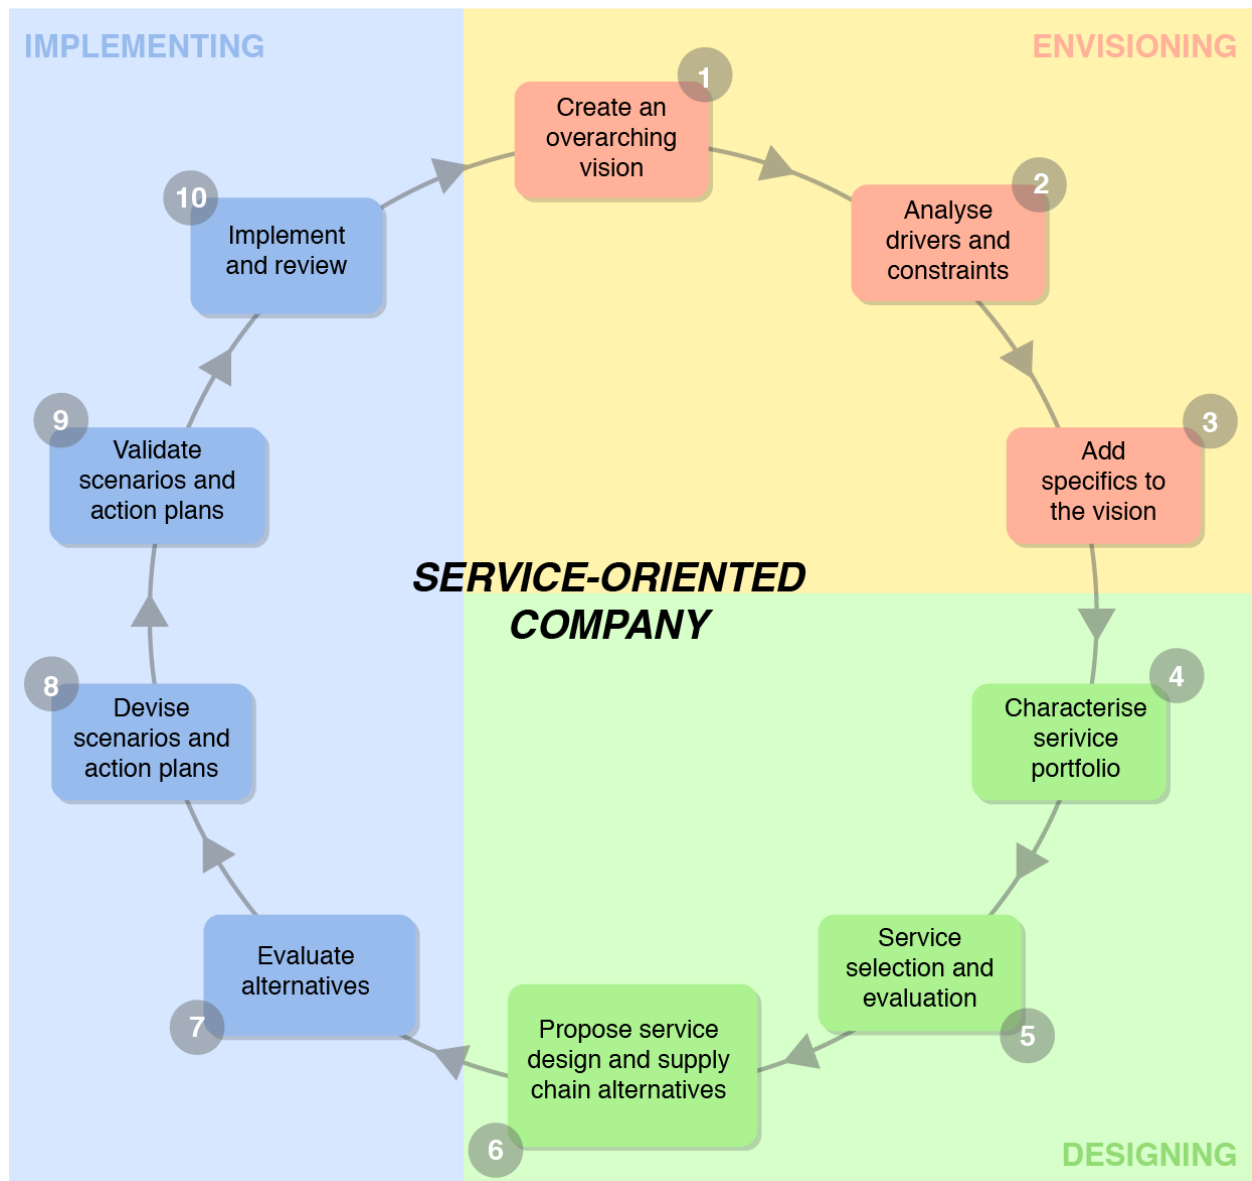 IMPLEMENTING
ENVISIONING
1
Create an
overarching
vision
2
Analyse
drivers and
constraints
3
Add
specifics to
the vision
SERVICE-ORIENTED
COMPANY
4
Characterise
serivice
portfolio
5
Service
selection and
evaluation
6
Propose service
design and supply
chain alternatives
7
Evaluate
alternatives
8
Devise
scenarios and
action plans
9
Validate
scenarios and
action plans
10
Implement
and review
DESIGNING